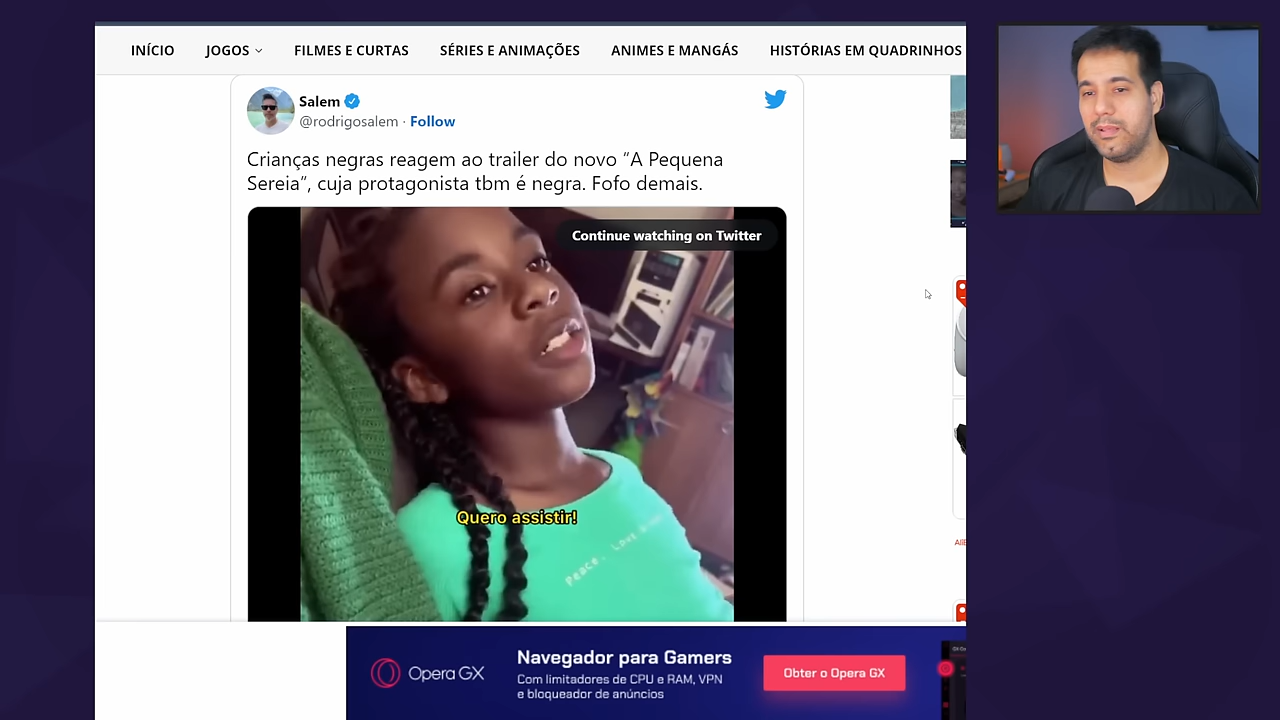 INÍCIO JOGOS FILMES E CURTAS SÉRIES E ANIMAÇÕES ANIMES E MANGÁS HISTÓRIAS EM QUADRINHOS
Salem
@rodrigosalem · Follow
Crianças negras reagem ao trailer do novo “A Pequena
Sereia”, cuja protagonista tbm é negra. Fofo demais.
Continue watching on Twitter
Quero assistir!
Peace. Love
Opera GX
Navegador para Gamers
Com limitadores de CPU e RAM, VPN
e bloqueador de anúncios
Obter o Opera GX